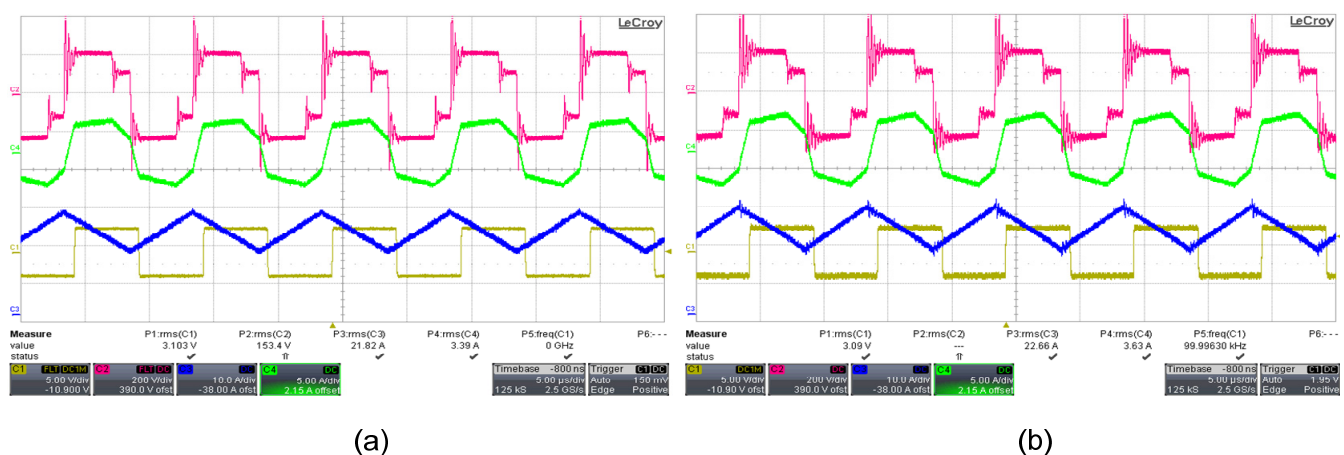 LeCroy
C2
C4
C1
C3
Measure P1:rms(C1) P2:rms(C2) P3:rms(C3) P4:rms(C4) P5:freq(C1) P6:- - -
value 3.103 V 153.4 V 21.82 A 3.39 A 0 GHz
status
C1 FLT DC1M C2 FLT DC DC C4 DC Timebase -800 ns Trigger C1 DC
5.00 V/div 200 V/div 10.0 A/div 5.00 A/div 5.00 µs/div Auto 150 mV
-10.900 V 390.0 V ofst -38.00 A ofst 2.15 A offset 125 kS 2.5 GS/s Edge Positive
(a)
LeCroy
C2
C4
C1
C3
Measure P1:rms(C1) P2:rms(C2) P3:rms(C3) P4:rms(C4) P5:freq(C1) P6:- - -
value 3.09 V --- 22.66 A 3.63 A 99.99630 kHz
status
C1 DC1M C2 DC DC C4 DC Timebase -800 ns Trigger C1 DC
5.00 V/div 200 V/div 10.0 A/div 5.00 A/div 5.00 µs/div Auto 1.95 V
-10.90 V ofst 390.0 V ofst -38.00 A ofst 2.15 A offset 125 kS 2.5 GS/s Edge Positive
(b)